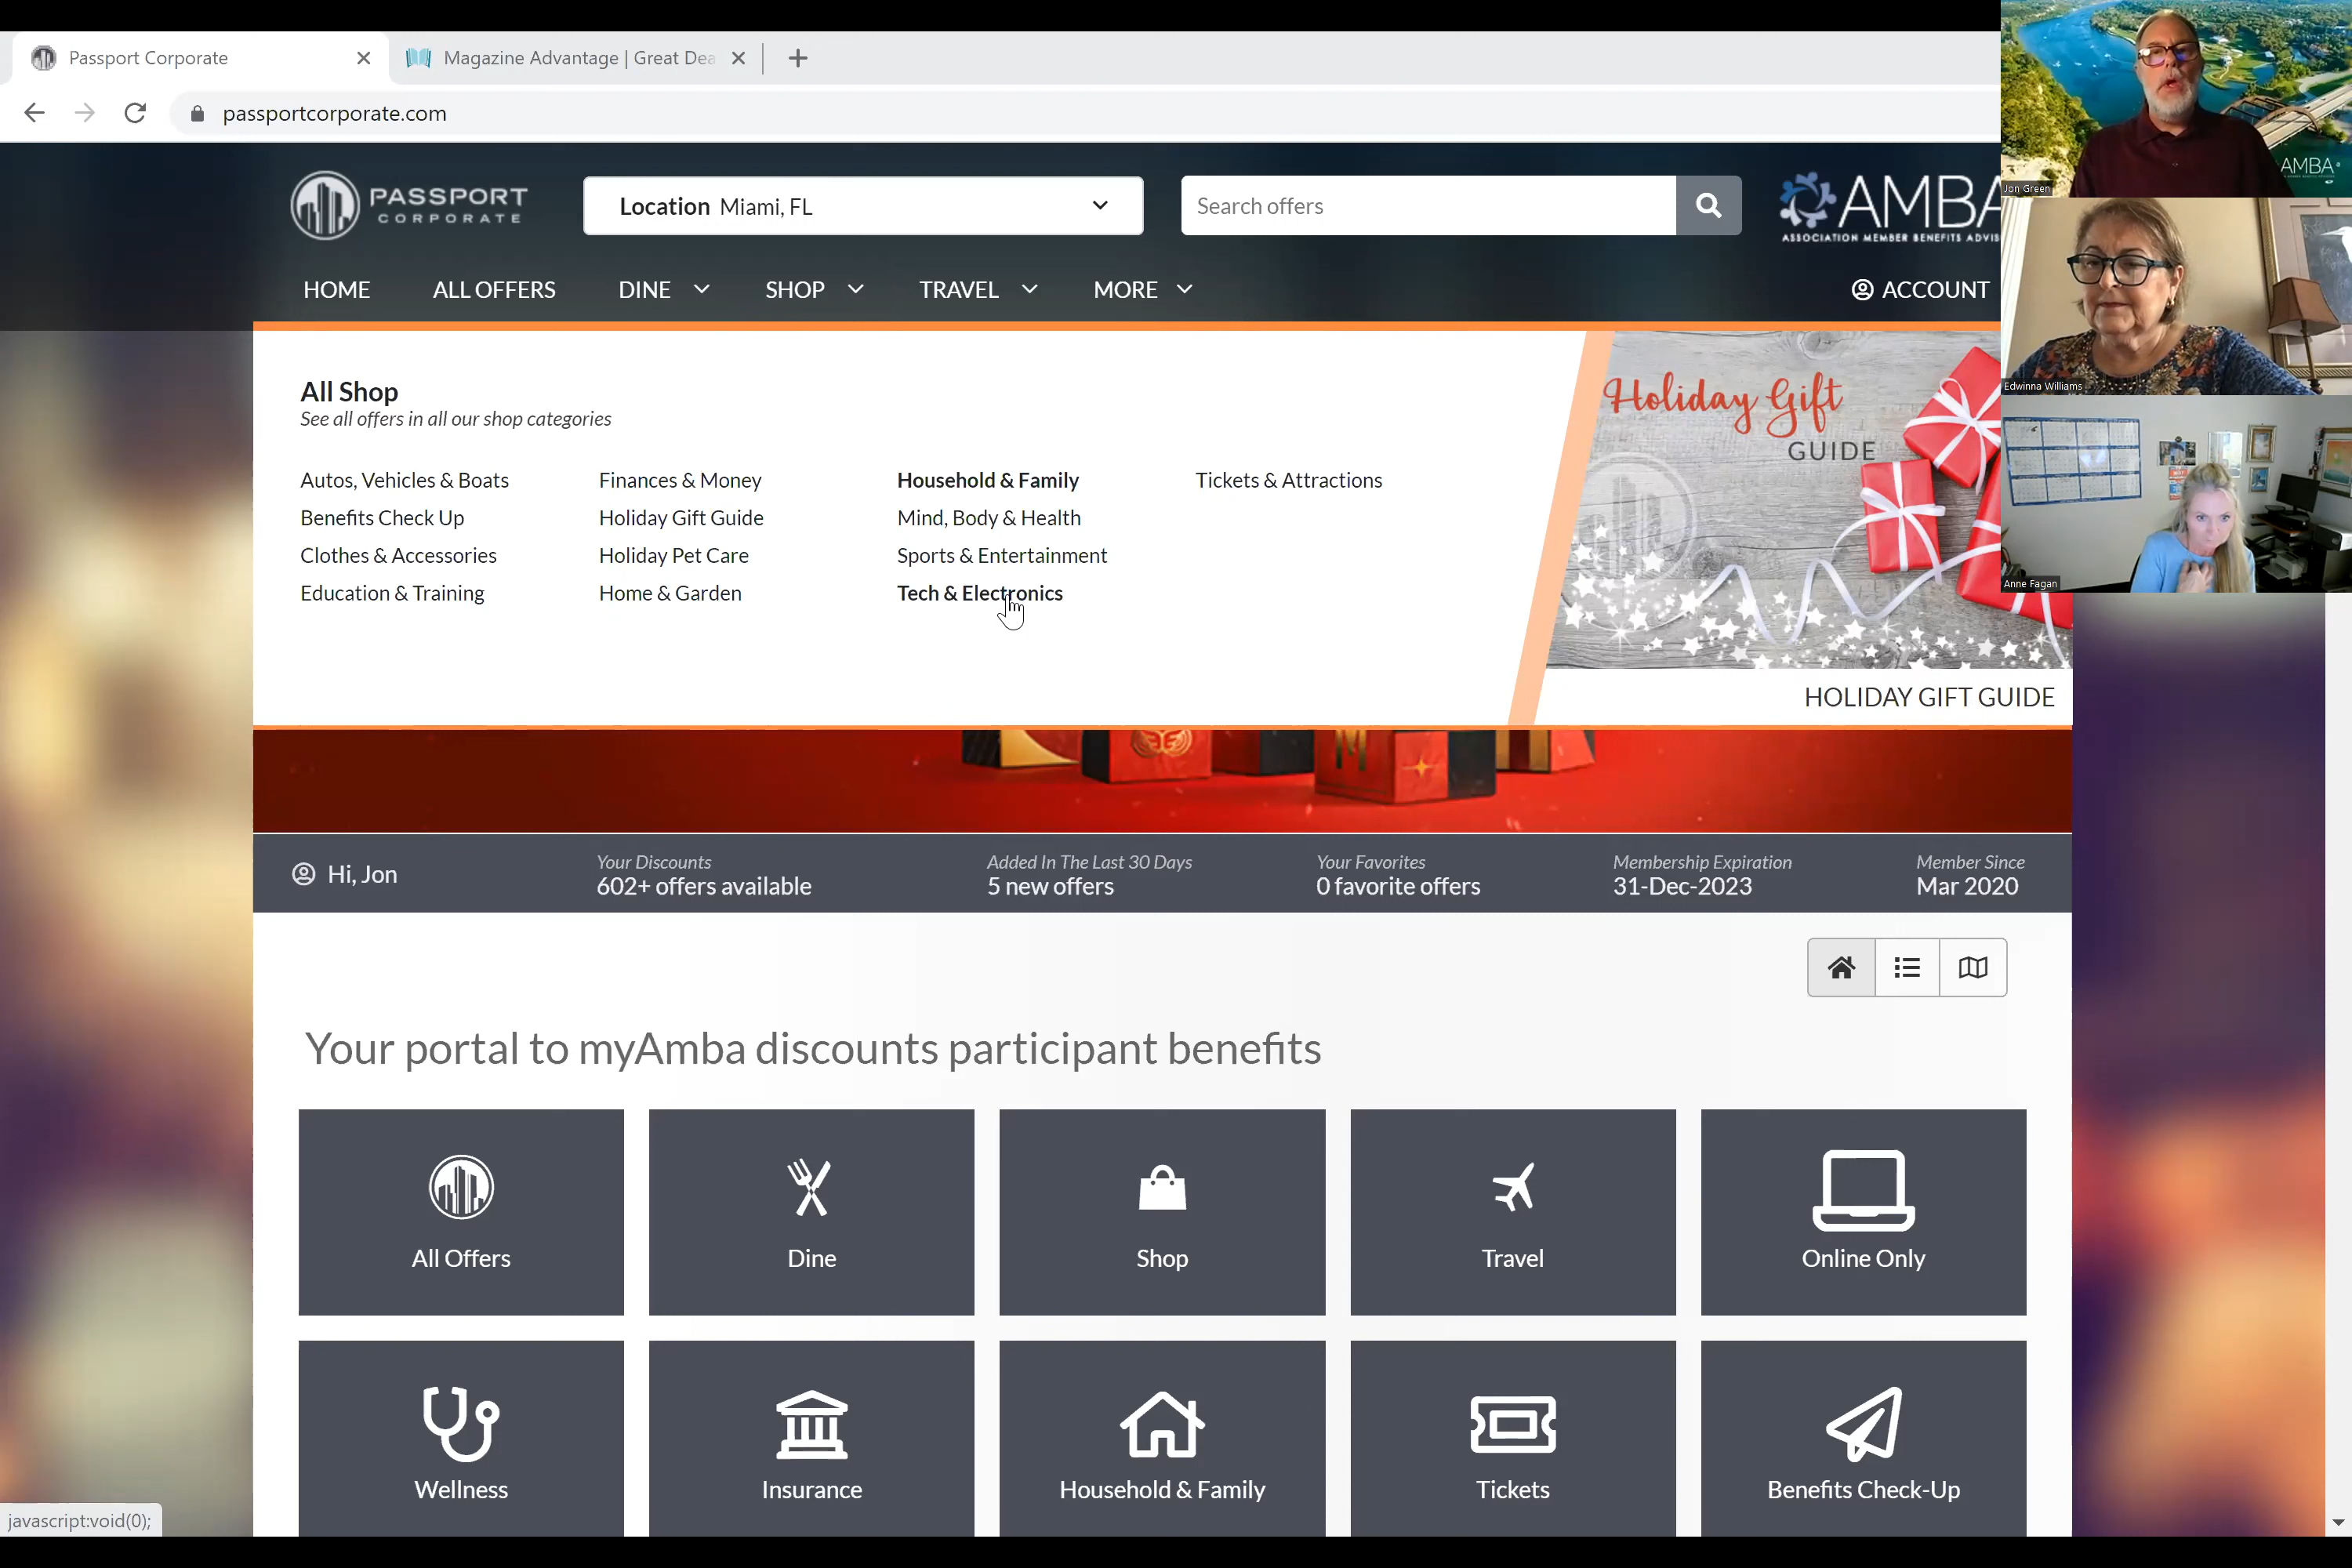 Passport Corporate
Magazine Advantage | Great Dea
passportcorporate.com
PASSPORT
CORPORATE
Location Miami, FL
Search offers
AMBA
ASSOCIATION MEMBER BENEFITS ADVIS
HOME
ALL OFFERS
DINE
SHOP
TRAVEL
MORE
ACCOUNT
AMBA
Jon Green
Edwinna Williams
Anne Fagan
All Shop
See all offers in all our shop categories
Autos, Vehicles & Boats
Benefits Check Up
Clothes & Accessories
Education & Training
Finances & Money
Holiday Gift Guide
Holiday Pet Care
Home & Garden
Household & Family
Mind, Body & Health
Sports & Entertainment
Tech & Electronics
Tickets & Attractions
Holiday Gift
GUIDE
HOLIDAY GIFT GUIDE
M
Hi, Jon
Your Discounts
602+ offers available
Added In The Last 30 Days
5 new offers
Your Favorites
0 favorite offers
Membership Expiration
31-Dec-2023
Member Since
Mar 2020
Your portal to myAmba discounts participant benefits
All Offers
Dine
Shop
Travel
Online Only
Wellness
Insurance
Household & Family
Tickets
Benefits Check-Up
javascript:void(0);